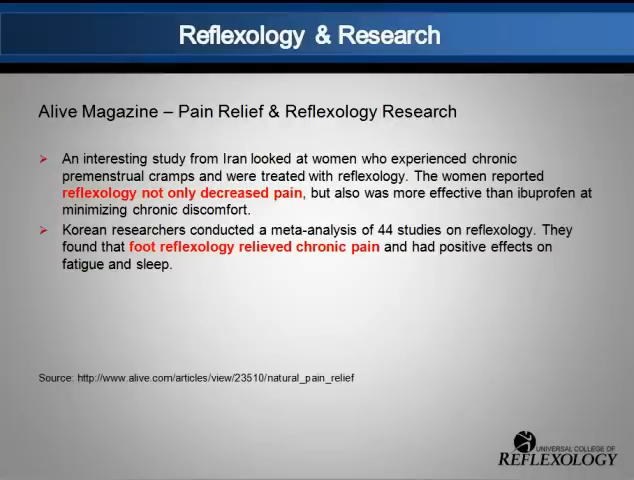 Reflexology & Research
Alive Magazine – Pain Relief & Reflexology Research
➢ An interesting study from Iran looked at women who experienced chronic
premenstrual cramps and were treated with reflexology. The women reported
reflexology not only decreased pain, but also was more effective than ibuprofen at
minimizing chronic discomfort.
➢ Korean researchers conducted a meta-analysis of 44 studies on reflexology. They
found that foot reflexology relieved chronic pain and had positive effects on
fatigue and sleep.
Source: http://www.alive.com/articles/view/23510/natural_pain_relief
UNIVERSAL COLLEGE OF
REFLEXOLOGY